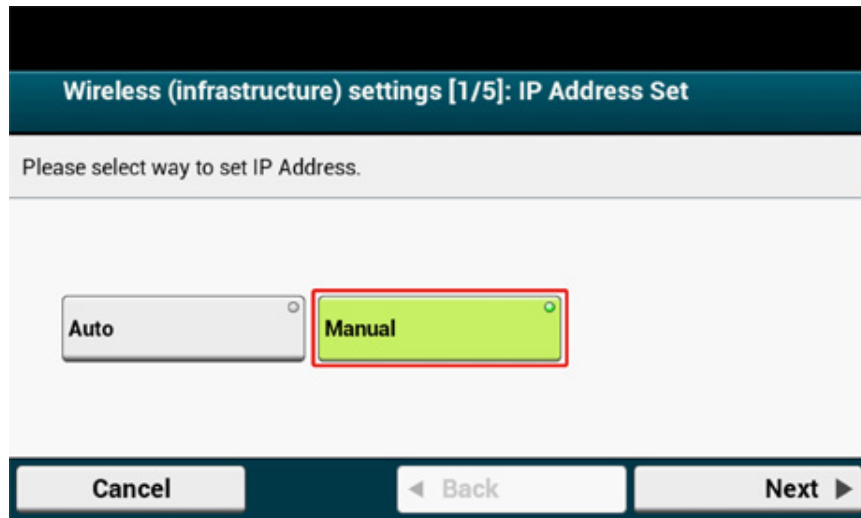 Wireless (infrastructure) settings [1/5]: IP Address Set
Please select way to set IP Address.
Auto
Manual
Cancel
Back
Next